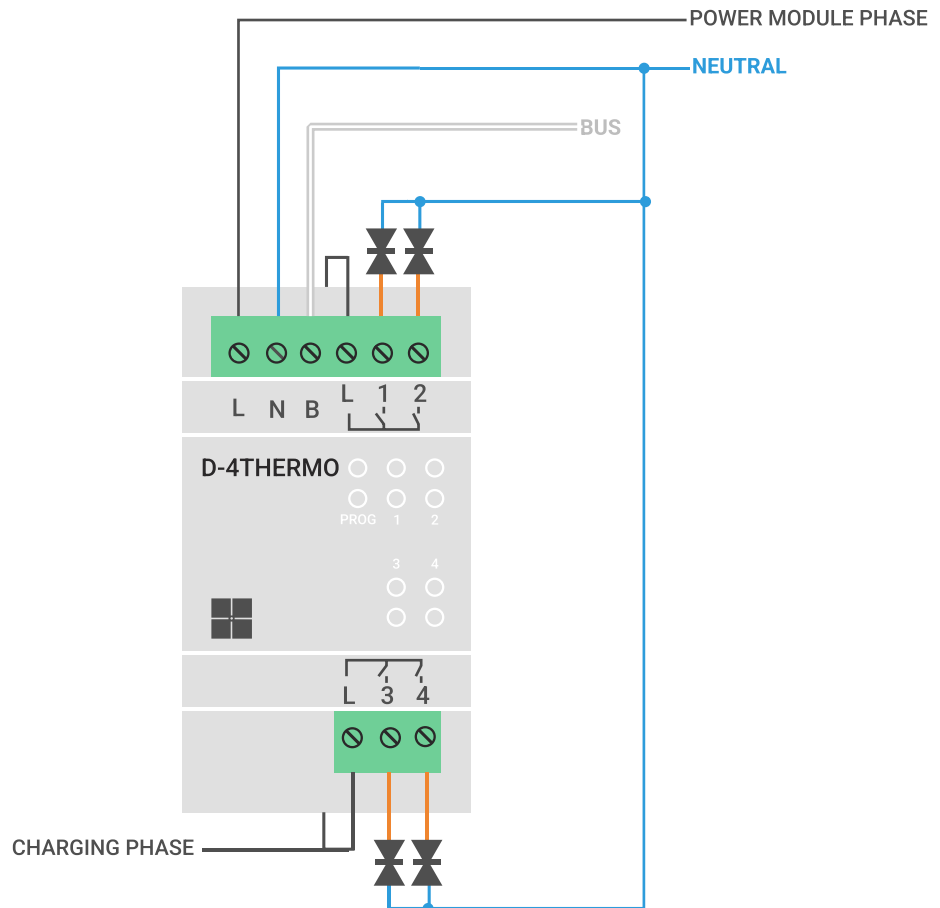 POWER MODULE PHASE
NEUTRAL
BUS
L N B L 1 2
D-4THERMO
PROG 1 2
3 4
L 3 4
CHARGING PHASE